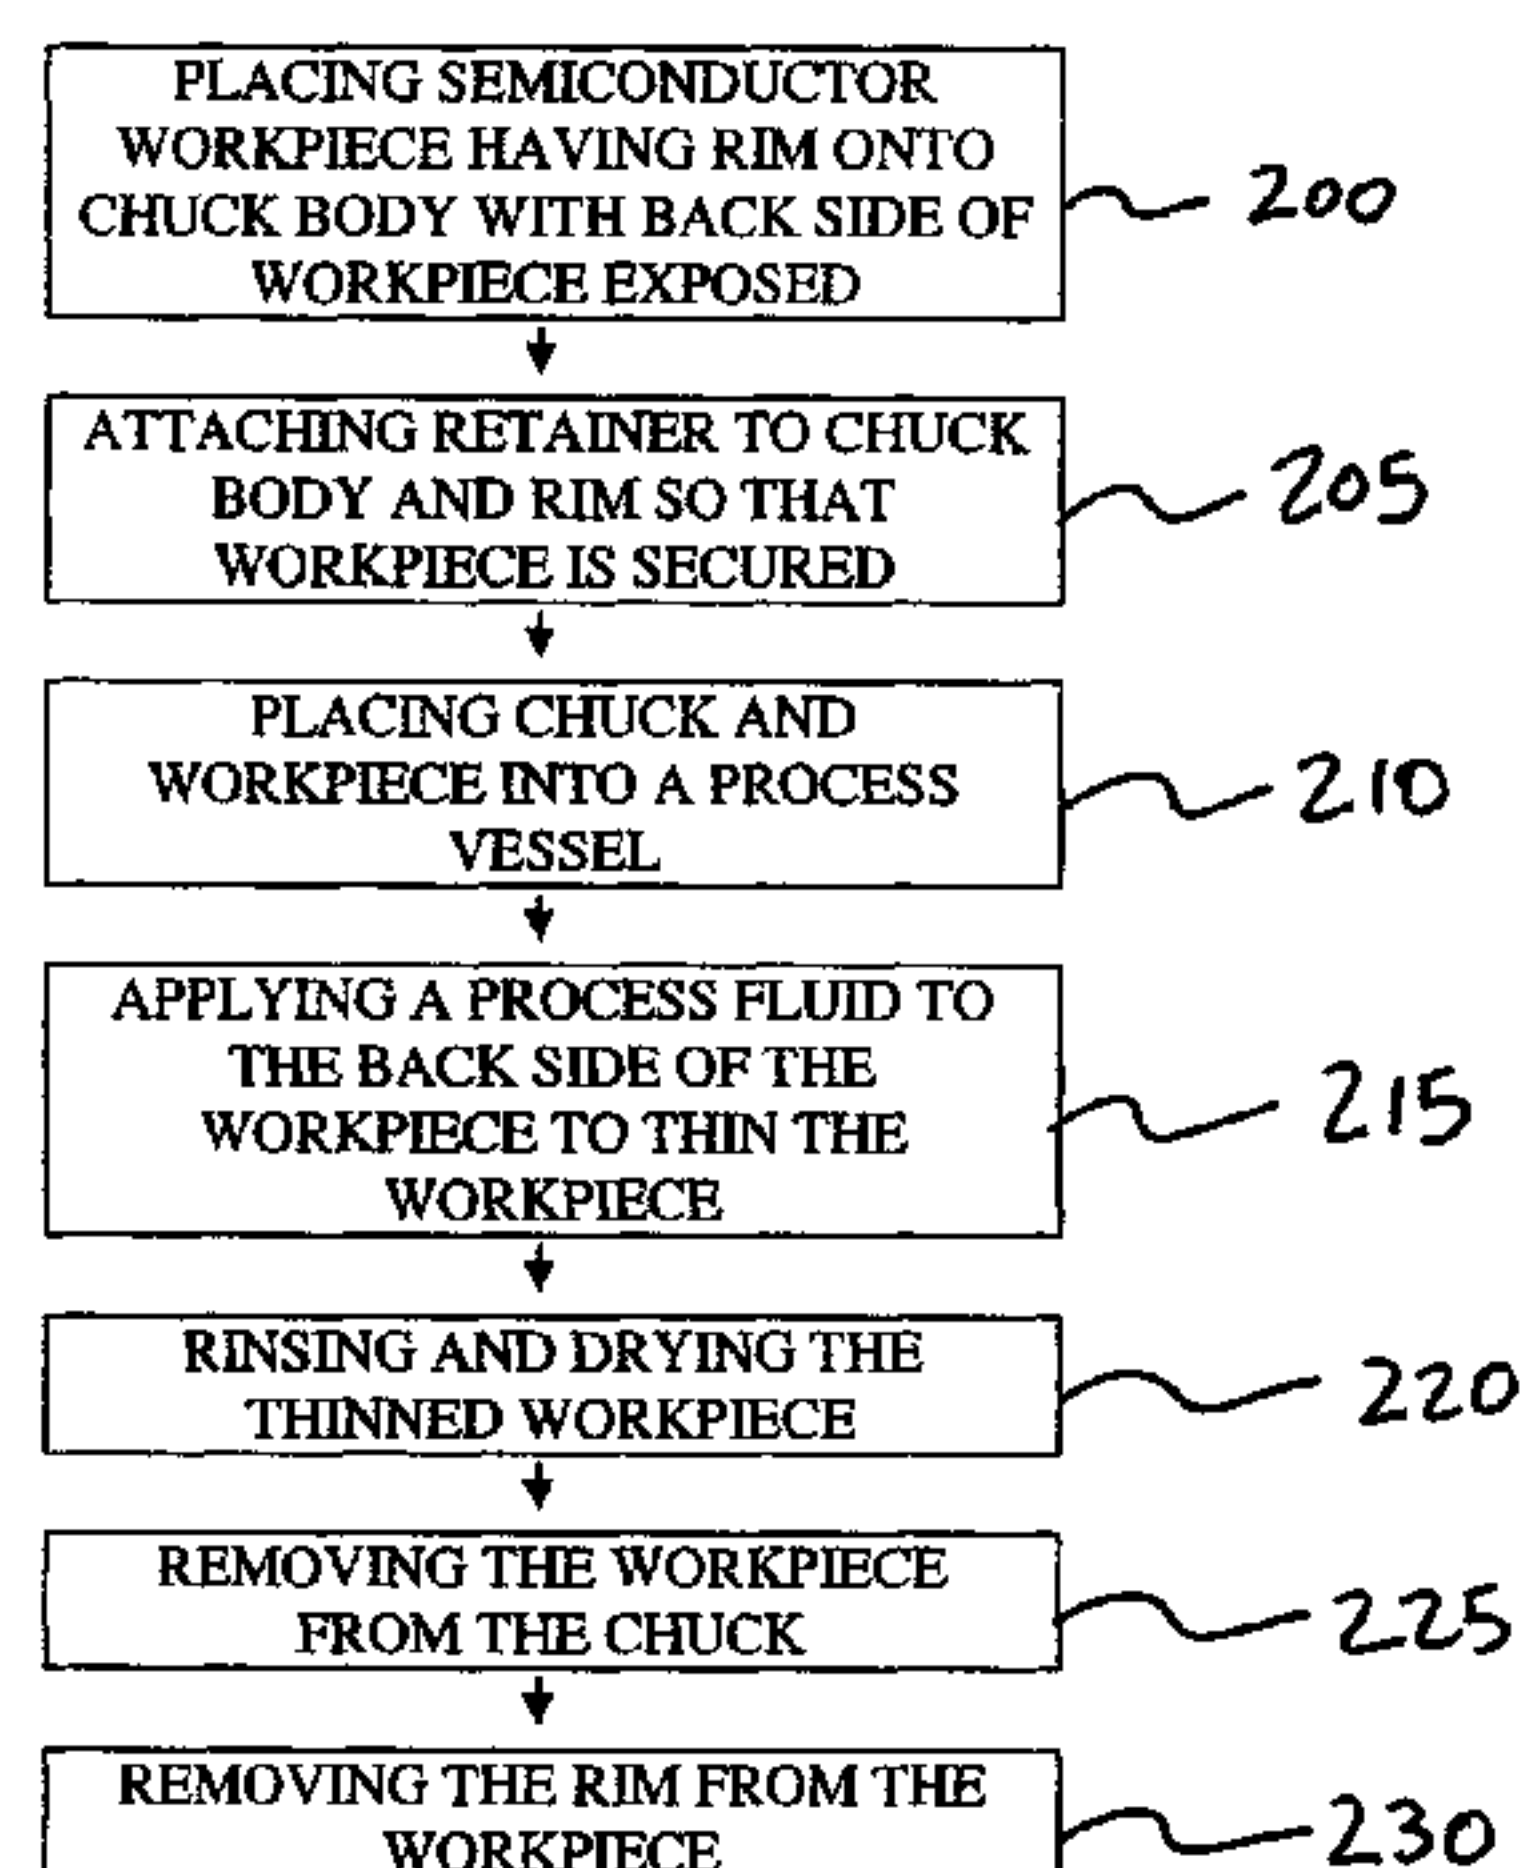 PLACING SEMICONDUCTOR
WORKPIECE HAVING RIM ONTO
CHUCK BODY WITH BACK SIDE OF
WORKPIECE EXPOSED
200
ATTACHING RETAINER TO CHUCK
BODY AND RIM SO THAT
WORKPIECE IS SECURED
205
PLACING CHUCK AND
WORKPIECE INTO A PROCESS
VESSEL
210
APPLYING A PROCESS FLUID TO
THE BACK SIDE OF THE
WORKPIECE TO THIN THE
WORKPIECE
215
RINSING AND DRYING THE
THINNED WORKPIECE
220
REMOVING THE WORKPIECE
FROM THE CHUCK
225
REMOVING THE RIM FROM THE
WORKPIECE
230